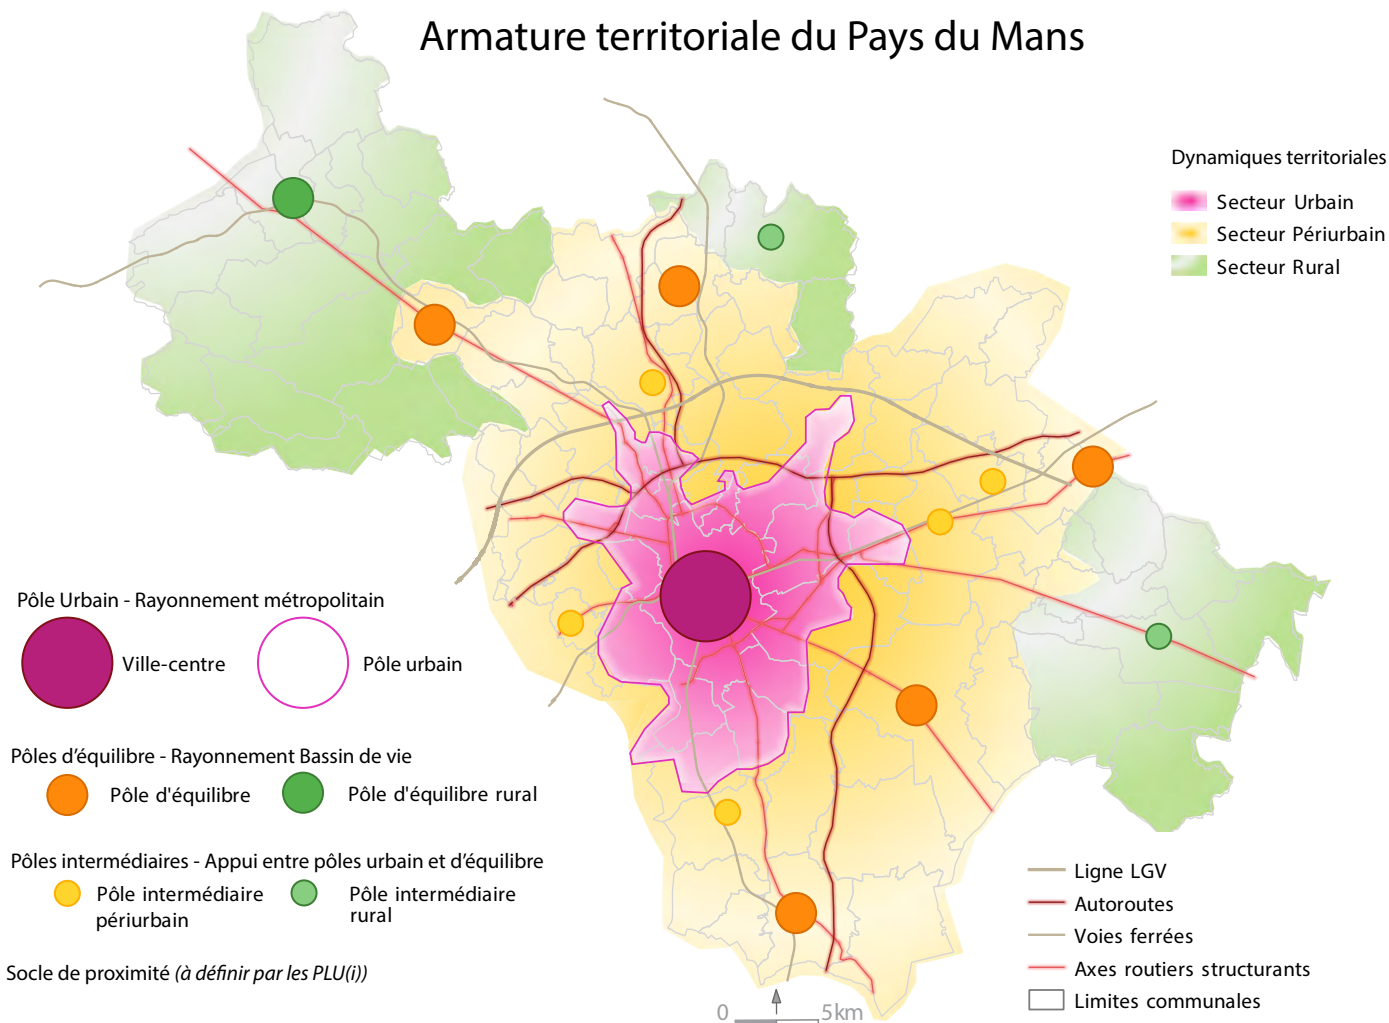 Armature territoriale du Pays du Mans
Dynamiques territoriales
Secteur Urbain
Secteur Périurbain
Secteur Rural
Pôle Urbain - Rayonnement métropolitain
Ville-centre
Pôle urbain
Pôles d'équilibre - Rayonnement Bassin de vie
Pôle d'équilibre
Pôle d'équilibre rural
Pôles intermédiaires - Appui entre pôles urbain et d'équilibre
Pôle intermédiaire
périurbain
Pôle intermédiaire
rural
Socle de proximité (à définir par les PLU(i))
Ligne LGV
Autoroutes
Voies ferrées
Axes routiers structurants
Limites communales
0 5km